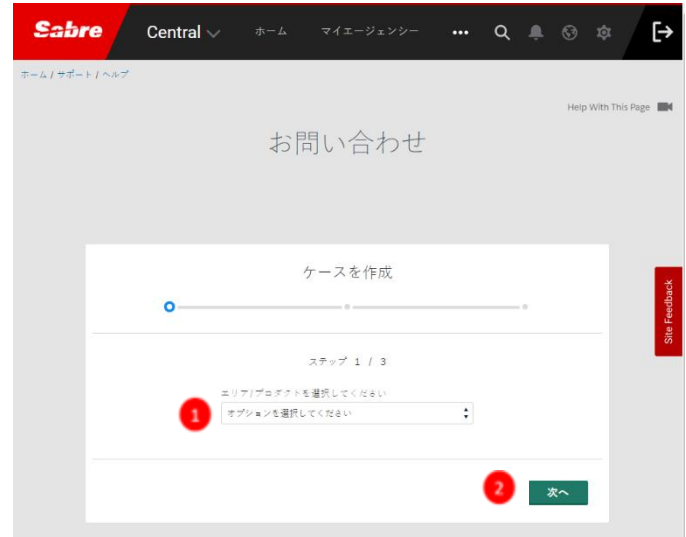 Sabre Central ホーム マイエージェンシー •••
ホーム / サポート / ヘルプ
Help With This Page
お問い合わせ
ケースを作成
Site Feedback
ステップ 1 / 3
エリア/プロダクトを選択してください
1 オプションを選択してください
2 次へ